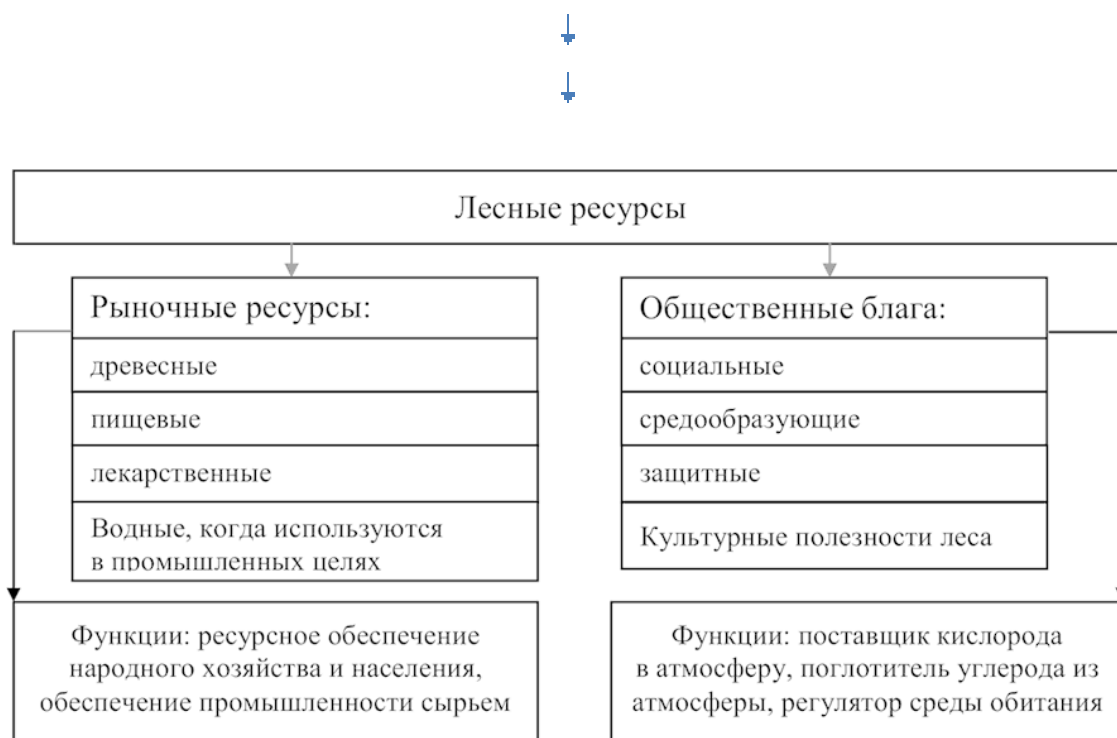 Лесные ресурсы
Рыночные ресурсы:
древесные
пищевые
лекарственные
Водные, когда используются
в промышленных целях
Функции: ресурсное обеспечение
народного хозяйства и населения,
обеспечение промышленности сырьем
Общественные блага:
социальные
средообразующие
защитные
Культурные полезности леса
Функции: поставщик кислорода
в атмосферу, поглотитель углерода из
атмосферы, регулятор среды обитания